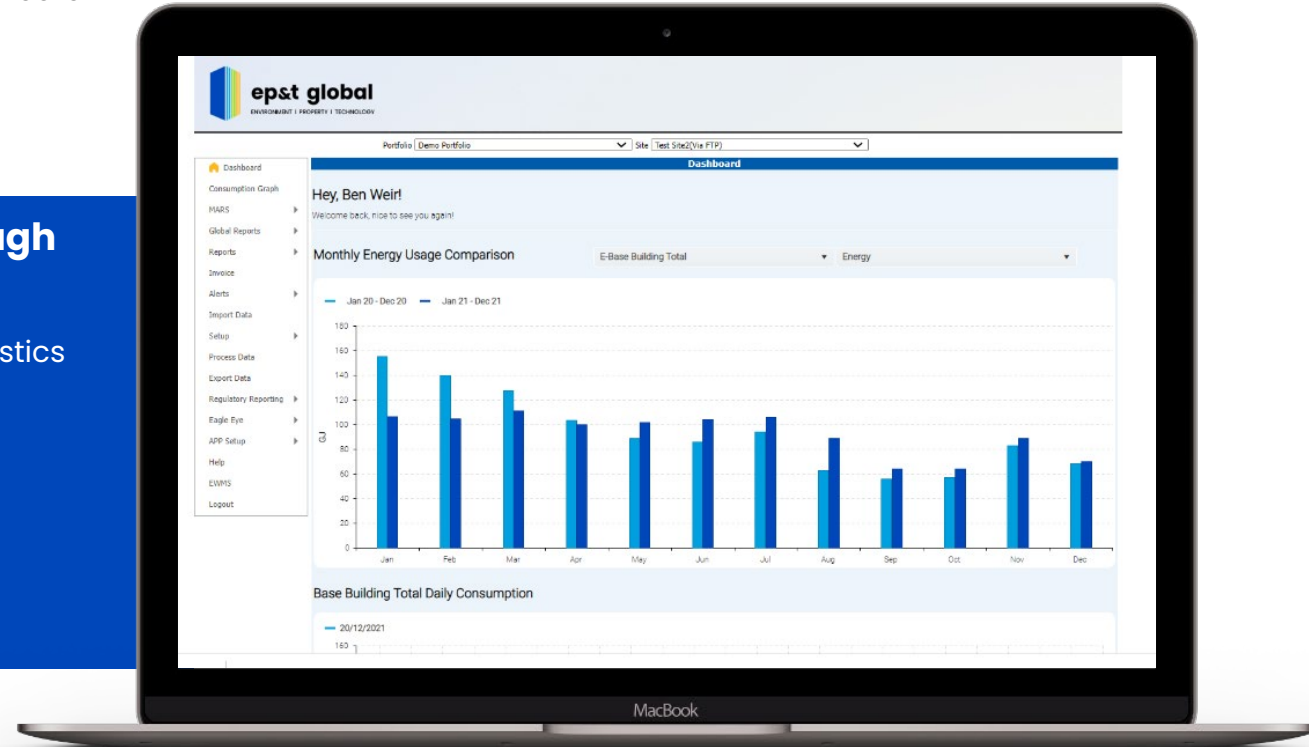 ep&t global
ENVIRONMENT | PROPERTY | TECHNOLOGY
Portfolio Demo Portfolio Site Test Site2(Via FTP)
Dashboard
Dashboard
Consumption Graph
MARS
Global Reports
Reports
Invoice
Alerts
Import Data
Setup
Process Data
Export Data
Regulatory Reporting
Eagle Eye
APP Setup
Help
EWMS
Logout
Hey, Ben Weir!
Welcome back, nice to see you again!
Monthly Energy Usage Comparison
E-Base Building Total
Energy
Jan 20 - Dec 20 Jan 21 - Dec 21
180
160
140
120
100
80
60
40
20
0
GJ
Jan Feb Mar Apr May Jun Jul Aug Sep Oct Nov Dec
Base Building Total Daily Consumption
20/12/2021
160
MacBook